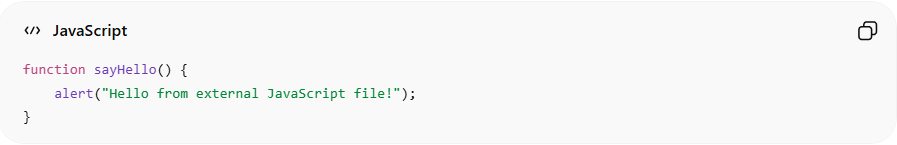 JavaScript
function sayHello() {
    alert("Hello from external JavaScript file!");
}